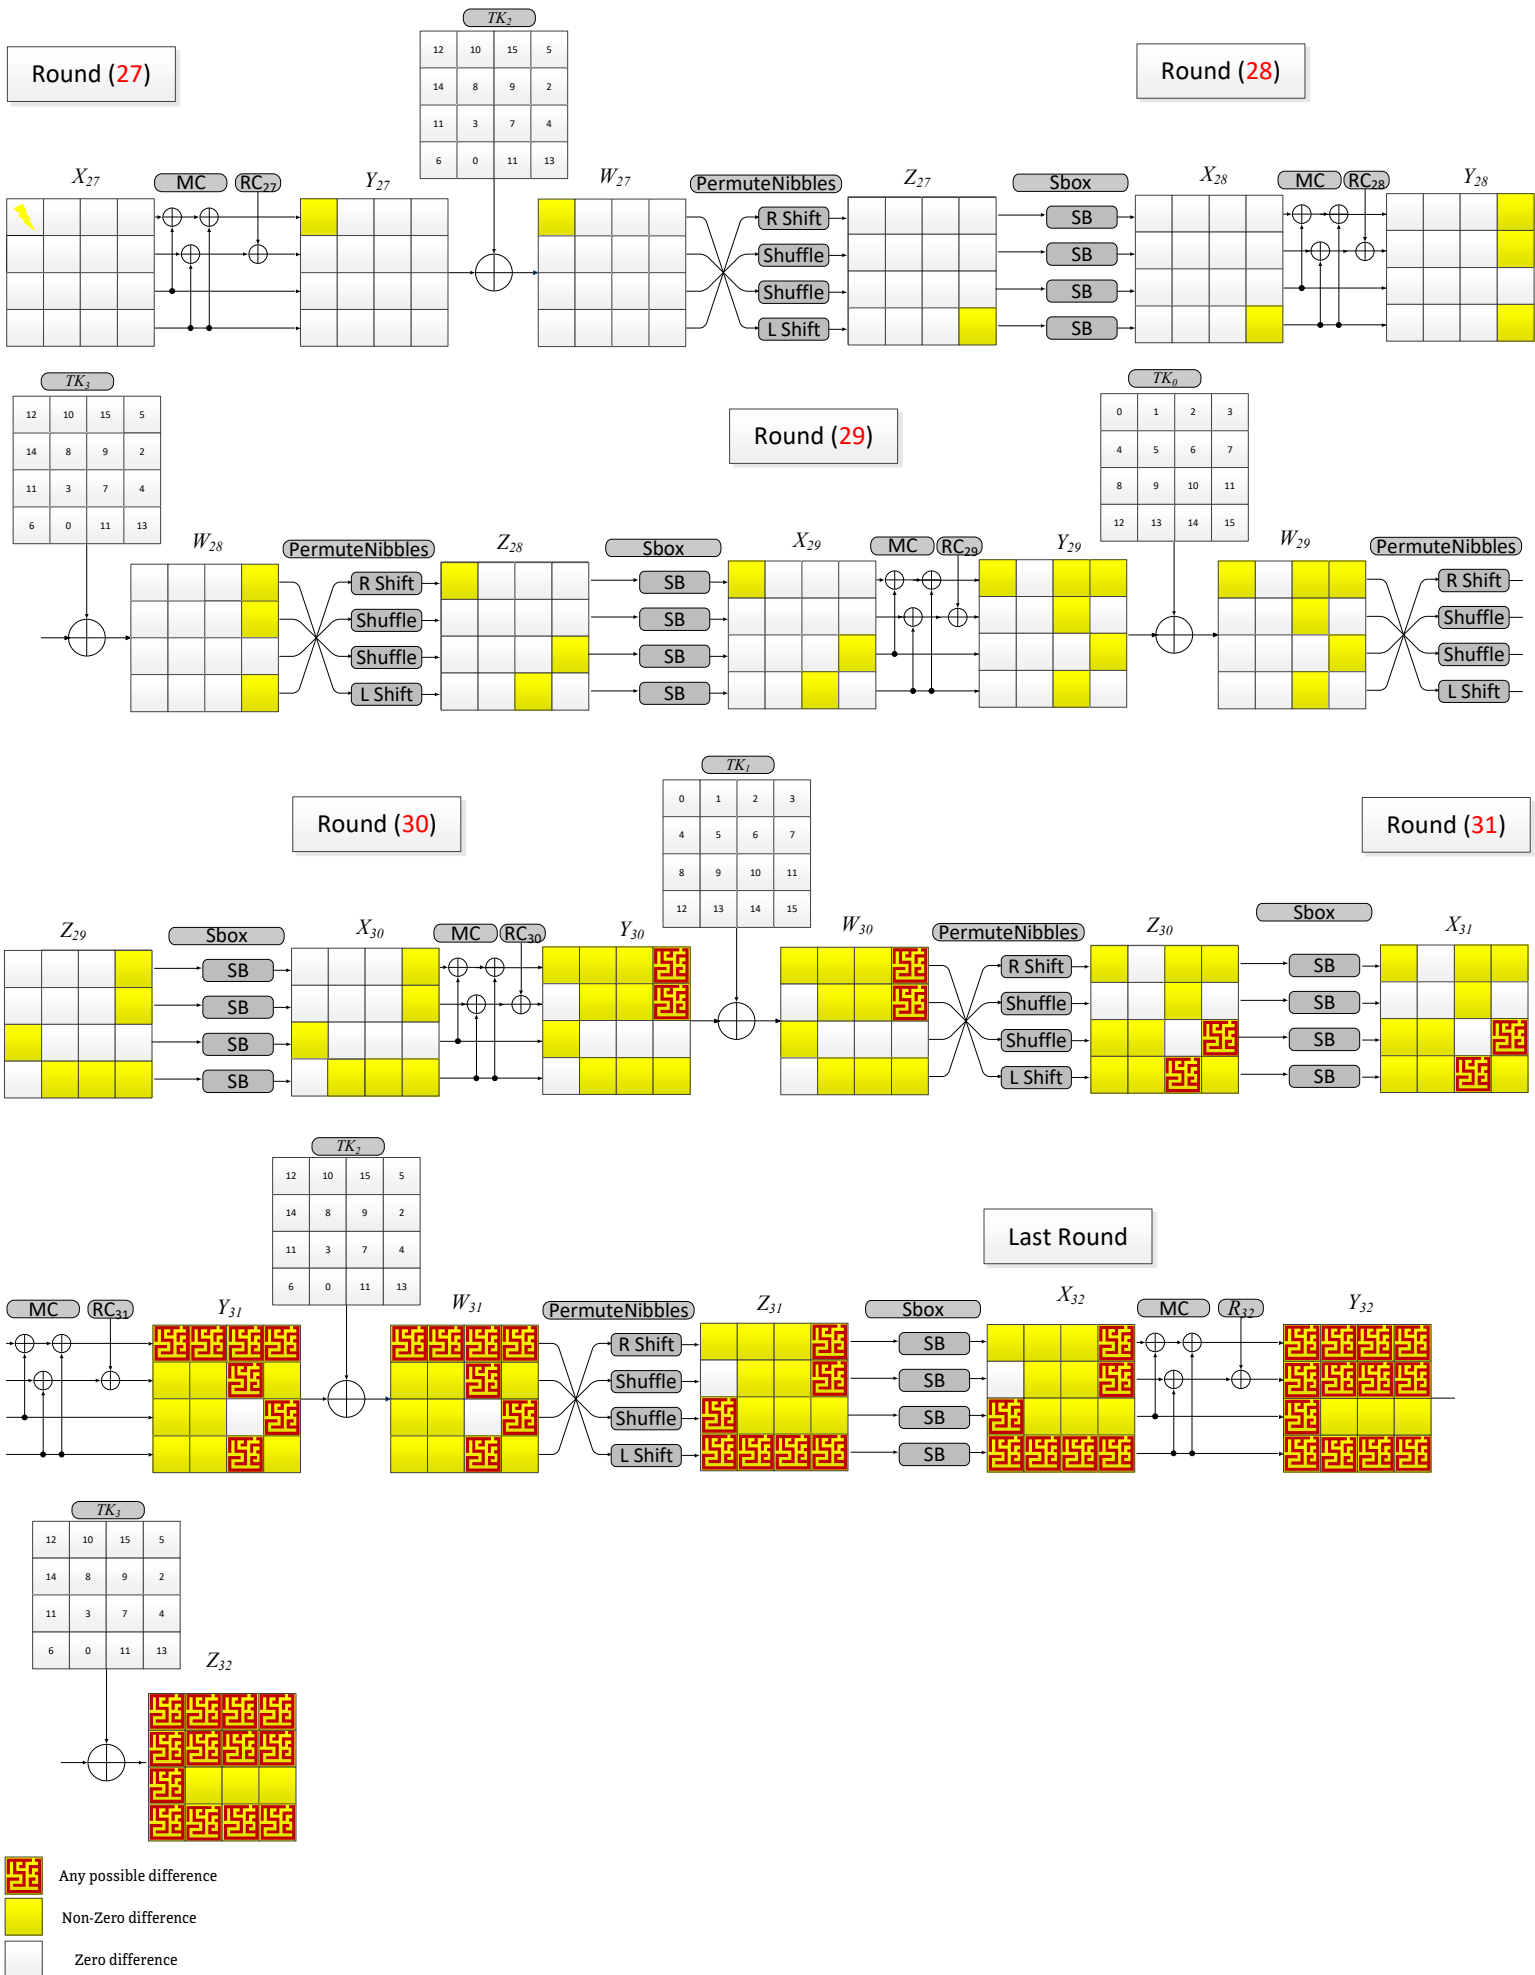 TK2
12 10 15 5
14 8 9 2
11 3 7 4
6 0 11 13
Round (27)
Round (28)
X27
MC
RC27
Y27
W27
PermuteNibbles
R Shift
Shuffle
Shuffle
L Shift
Z27
Sbox
SB
SB
SB
SB
X28
MC
RC28
Y28
TK3
12 10 15 5
14 8 9 2
11 3 7 4
6 0 11 13
W28
PermuteNibbles
R Shift
Shuffle
Shuffle
L Shift
Z28
Sbox
SB
SB
SB
SB
Round (29)
X29
MC
RC29
Y29
TK0
0 1 2 3
4 5 6 7
8 9 10 11
12 13 14 15
W29
PermuteNibbles
R Shift
Shuffle
Shuffle
L Shift
Round (30)
Z29
Sbox
SB
SB
SB
SB
X30
MC
RC30
Y30
TK1
0 1 2 3
4 5 6 7
8 9 10 11
12 13 14 15
W30
PermuteNibbles
R Shift
Shuffle
Shuffle
L Shift
Z30
Round (31)
Sbox
SB
SB
SB
SB
X31
MC
RC31
Y31
TK2
12 10 15 5
14 8 9 2
11 3 7 4
6 0 11 13
W31
PermuteNibbles
R Shift
Shuffle
Shuffle
L Shift
Z31
Sbox
SB
SB
SB
SB
Last Round
X32
MC
R32
Y32
TK3
12 10 15 5
14 8 9 2
11 3 7 4
6 0 11 13
Z32
Any possible difference
Non-Zero difference
Zero difference